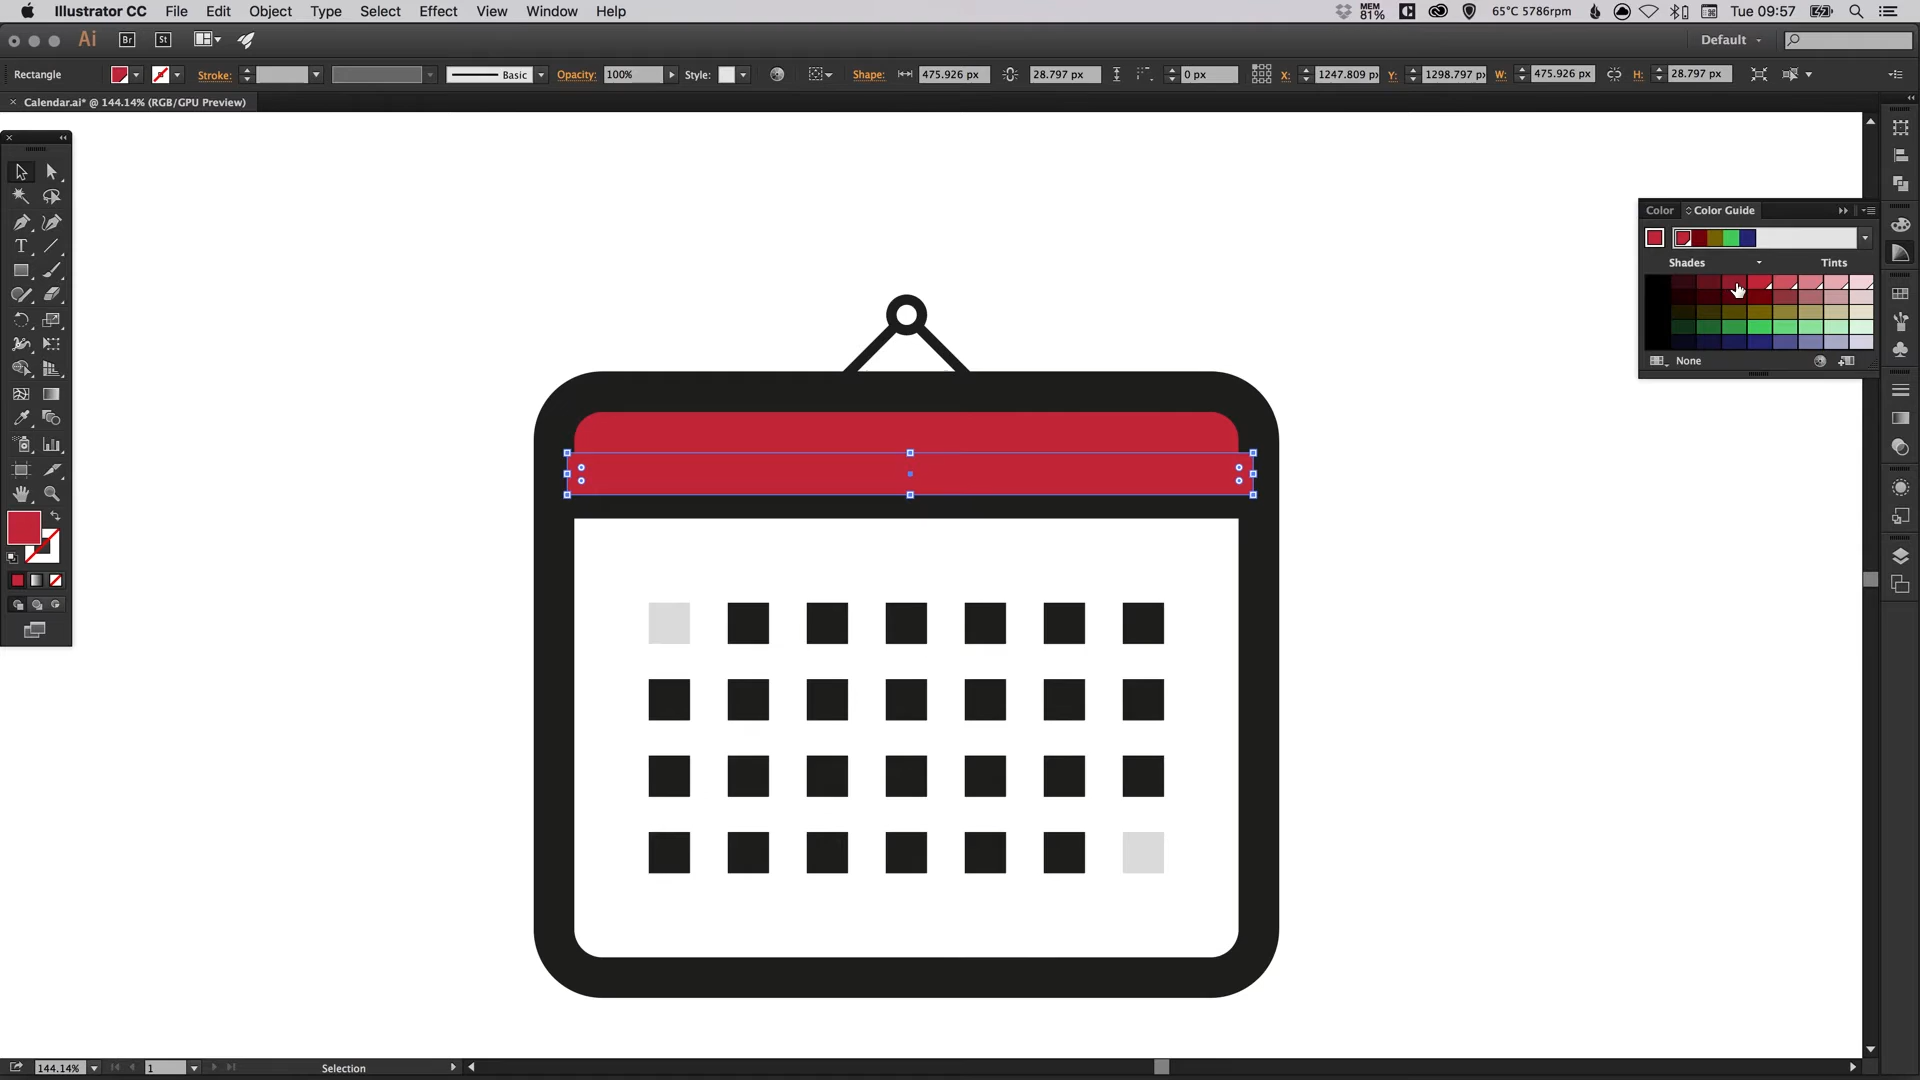 Illustrator CC File Edit Object Type Select Effect View Window Help MEM 81% 65°C 5786rpm Tue 09:57
Ai Br St Default
Rectangle Stroke: Basic Opacity: 100% Style: Shape: 475.926 px 28.797 px 0 px X: 1247.809 p Y: 1298.797 p W: 475.926 px H: 28.797 px
Calendar.ai* @ 144.14% (RGB/GPU Preview)
Color Color Guide
Shades Tints
None
T
144.14% 1 Selection